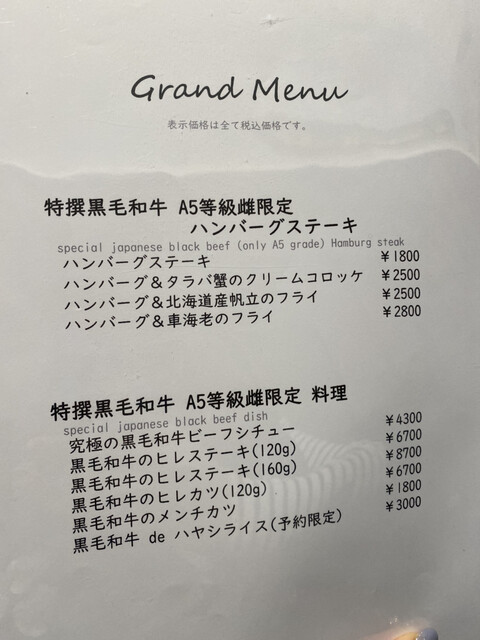 Grand Menu
表示価格は全て税込価格です。
特撰黒毛和牛 A5等級雌限定
ハンバーグステーキ
special japanese black beef (only A5 grade) Hamburg steak
ハンバーグステーキ ¥1800
ハンバーグ&タラバ蟹のクリームコロッケ ¥2500
ハンバーグ&北海道産帆立のフライ ¥2500
ハンバーグ&車海老のフライ ¥2800
特撰黒毛和牛 A5等級雌限定 料理
special japanese black beef dish
究極の黒毛和牛ビーフシチュー ¥4300
黒毛和牛のヒレステーキ(120g) ¥6700
黒毛和牛のヒレステーキ(160g) ¥8700
黒毛和牛のヒレカツ(120g) ¥6700
黒毛和牛のメンチカツ ¥1800
黒毛和牛 de ハヤシライス(予約限定) ¥3000